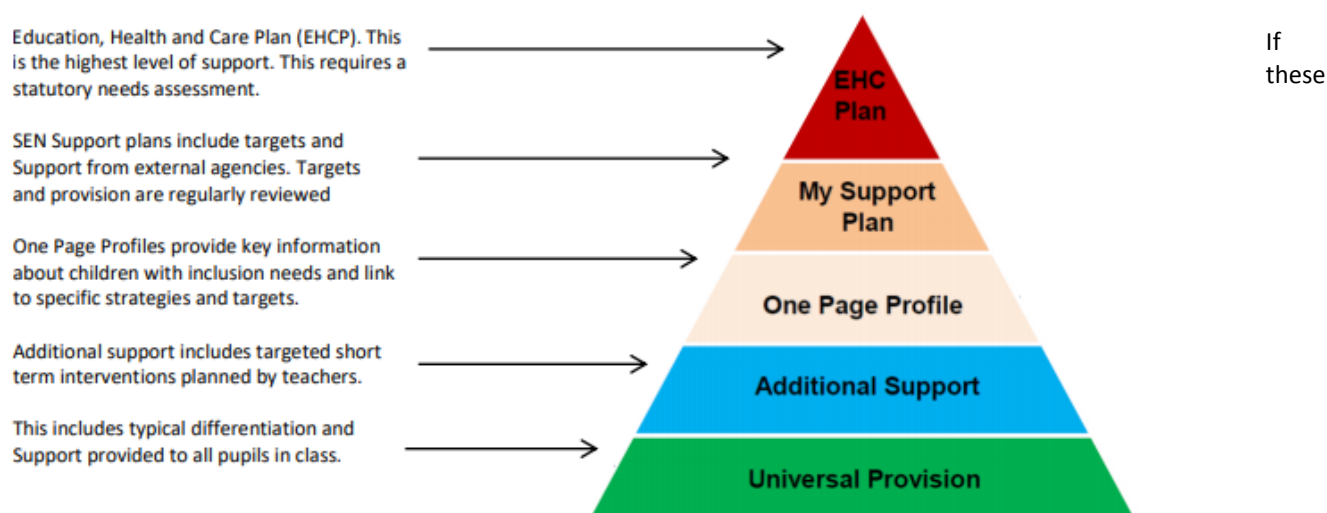 Education, Health and Care Plan (EHCP). This
is the highest level of support. This requires a
statutory needs assessment.
SEN Support plans include targets and
Support from external agencies. Targets
and provision are regularly reviewed
One Page Profiles provide key information
about children with inclusion needs and link
to specific strategies and targets.
Additional support includes targeted short
term interventions planned by teachers.
This includes typical differentiation and
Support provided to all pupils in class.
EHC
Plan
My Support
Plan
One Page Profile
Additional Support
Universal Provision
If
these